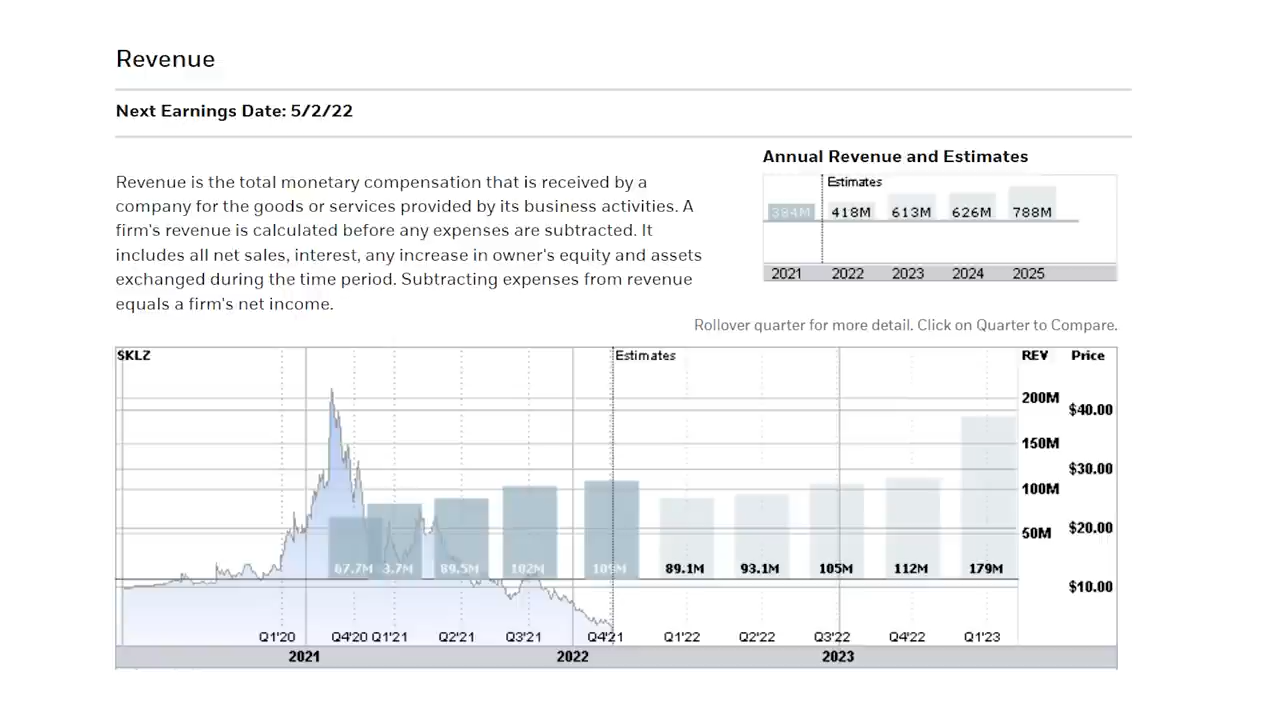 Revenue
Next Earnings Date: 5/2/22
Revenue is the total monetary compensation that is received by a
company for the goods or services provided by its business activities. A
firm's revenue is calculated before any expenses are subtracted. It
includes all net sales, interest, any increase in owner's equity and assets
exchanged during the time period. Subtracting expenses from revenue
equals a firm's net income.
Annual Revenue and Estimates
Estimates
384M 418M 613M 626M 788M
2021 2022 2023 2024 2025
Rollover quarter for more detail. Click on Quarter to Compare.
SKLZ Estimates REV Price
200M
$40.00
150M
$30.00
100M
$20.00
50M
67.7M 3.7M 89.5M 102M 109M 89.1M 93.1M 105M 112M 179M
$10.00
Q1'20 Q4'20 Q1'21 Q2'21 Q3'21 Q4'21 Q1'22 Q2'22 Q3'22 Q4'22 Q1'23
2021 2022 2023